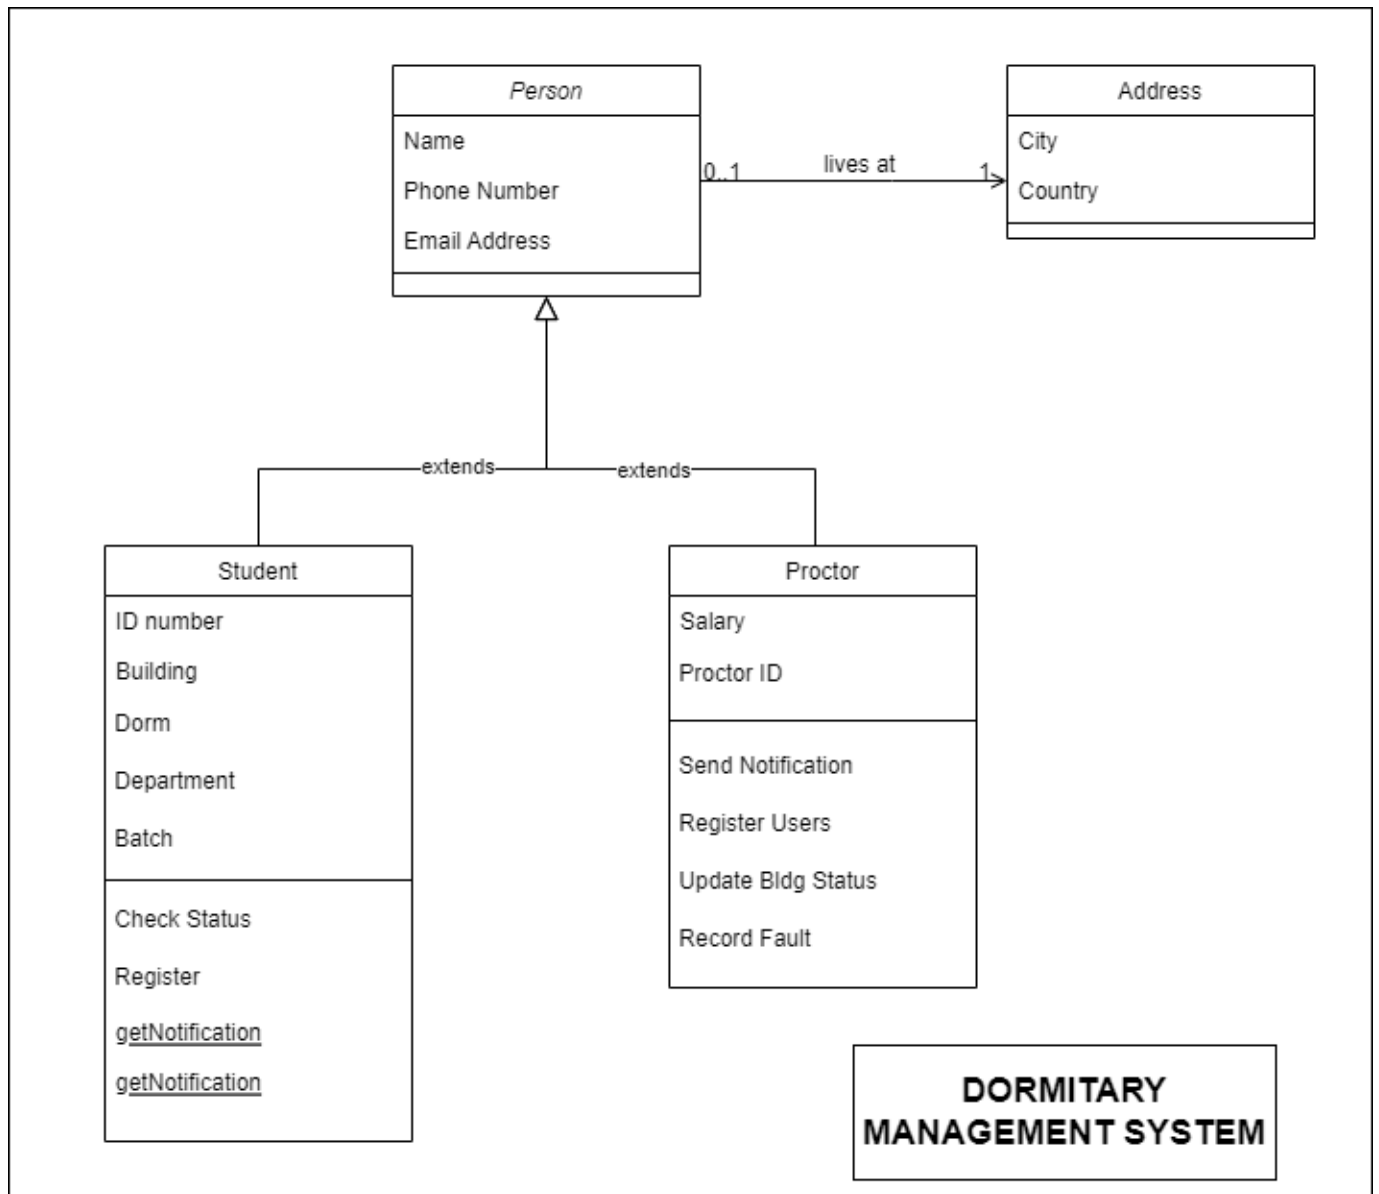 Person
Name
Phone Number
Email Address
0..1
lives at
1
Address
City
Country
extends
extends
Student
ID number
Building
Dorm
Department
Batch
Check Status
Register
getNotification
getNotification
Proctor
Salary
Proctor ID
Send Notification
Register Users
Update Bldg Status
Record Fault
DORMITARY
MANAGEMENT SYSTEM